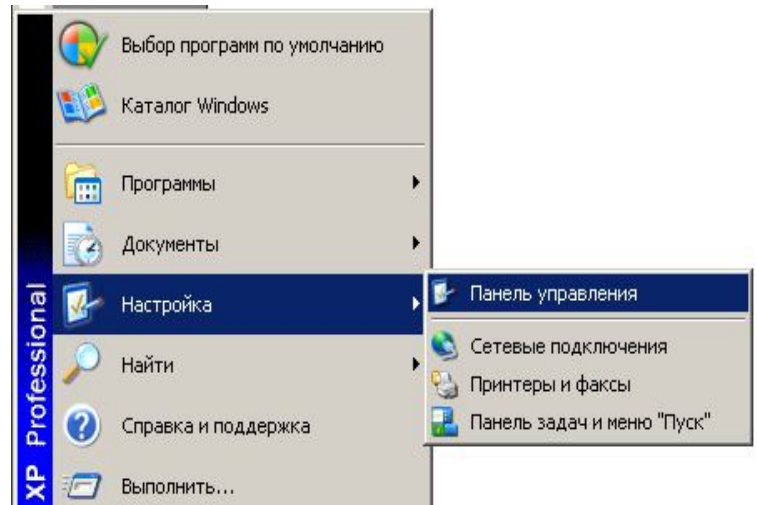 Выбор программ по умолчанию
Каталог Windows
Программы
Документы
Настройка
Найти
Справка и поддержка
Выполнить...
Панель управления
Сетевые подключения
Принтеры и факсы
Панель задач и меню "Пуск"
XP Professional